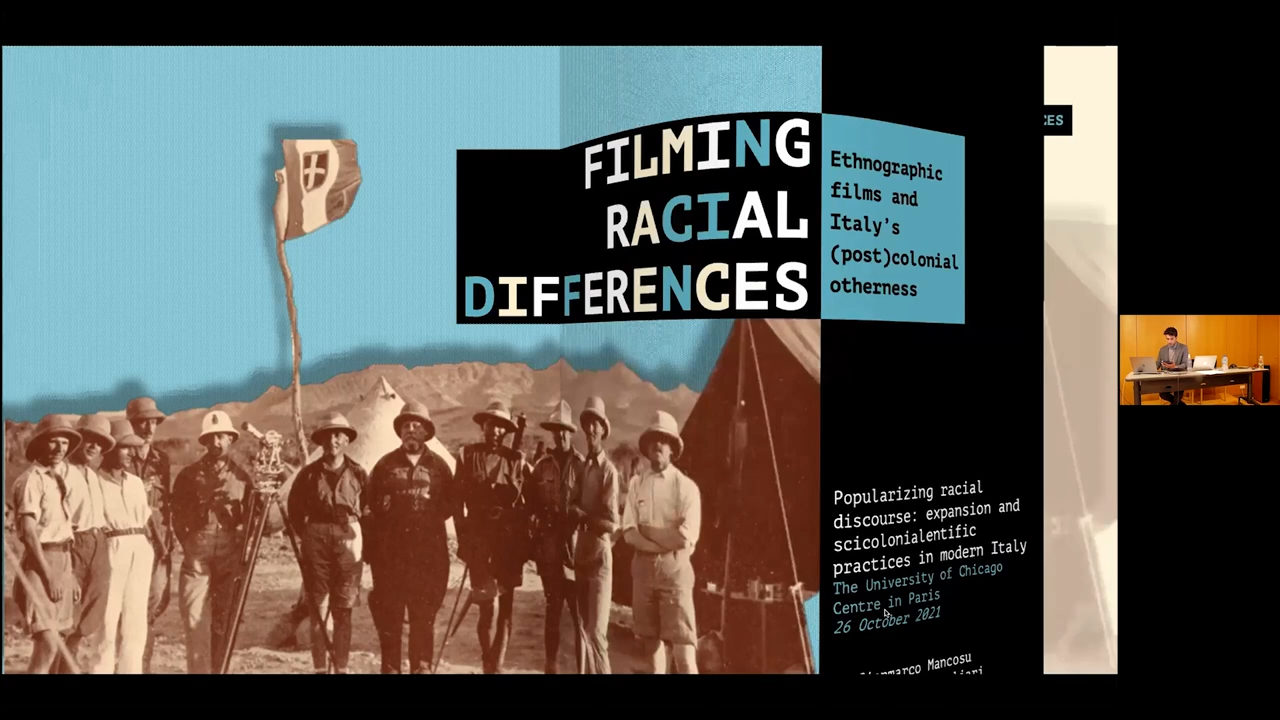 FILMING
RACIAL
DIFFERENCES
Ethnographic
films and
Italy's
(post)colonial
otherness
CES
Popularizing racial
discourse: expansion and
scicolonialentific
practices in modern Italy
The University of Chicago
Centre in Paris
26 October 2021
Mancosu